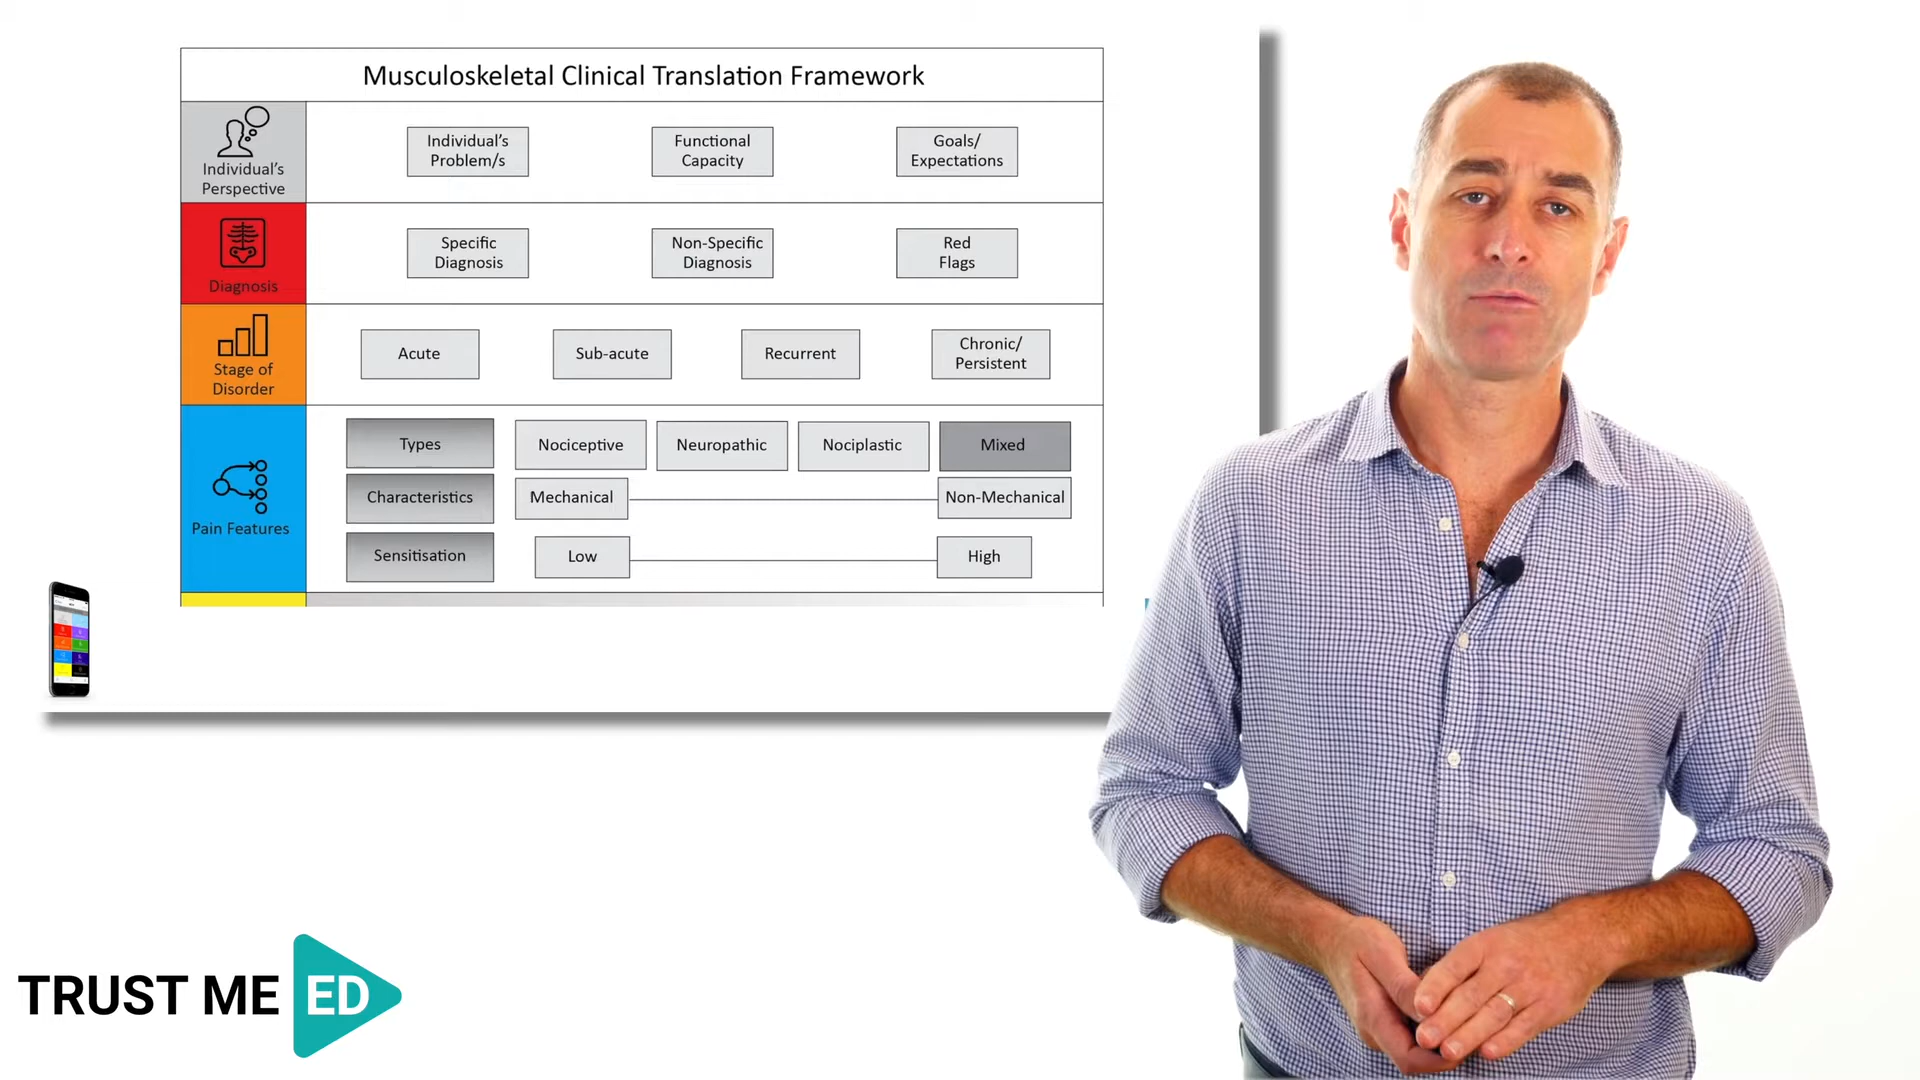 Musculoskeletal Clinical Translation Framework
Individual's
Perspective
Individual's
Problem/s
Functional
Capacity
Goals/
Expectations
Diagnosis
Specific
Diagnosis
Non-Specific
Diagnosis
Red
Flags
Stage of
Disorder
Acute
Sub-acute
Recurrent
Chronic/
Persistent
Pain Features
Types
Nociceptive
Neuropathic
Nociplastic
Mixed
Characteristics
Mechanical
Non-Mechanical
Sensitisation
Low
High
TRUST ME ED